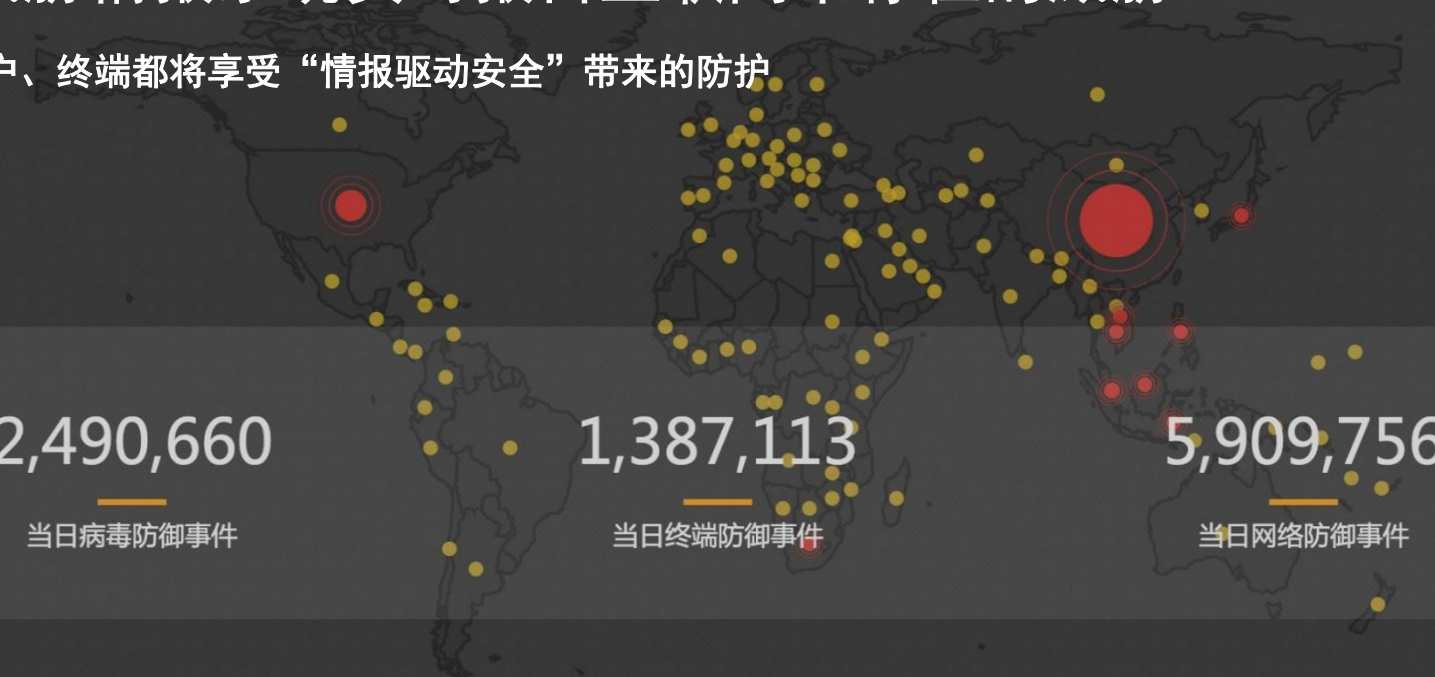 户、终端都将享受“情报驱动安全”带来的防护
2,490,660
1,387,113
5,909,756
当日病毒防御事件
当日终端防御事件
当日网络防御事件